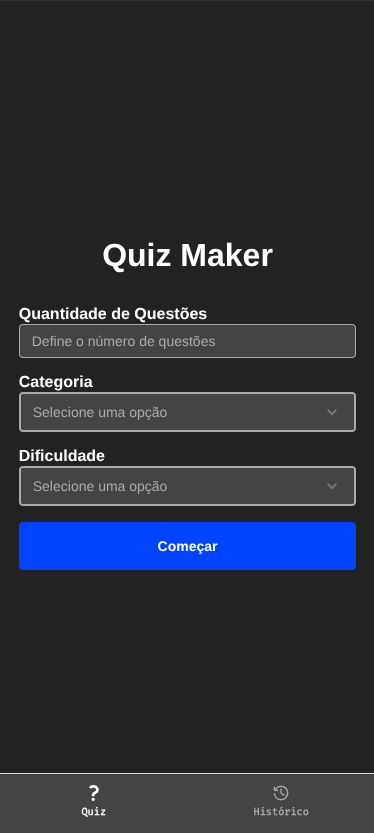 Quiz Maker
Quantidade de Questões
Define o número de questões
Categoria
Selecione uma opção
Dificuldade
Selecione uma opção
Começar
?
Quiz
Histórico